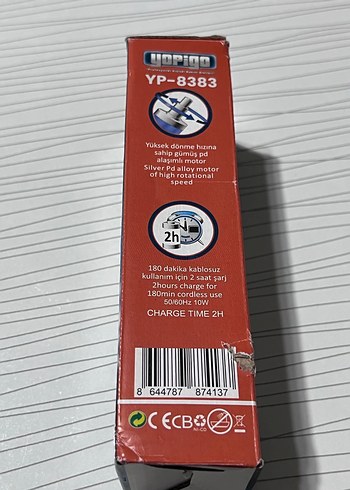 yorigo
YP-8383
Yüksek dönme hızına
sahip gümüş pd
alaşımlı motor
Silver Pd alloy motor
of high rotational
speed
2h
180 dakika kablosuz
kullanım için 2 saat şarj
2hours charge for
180min cordless use
50/60Hz 10W
CHARGE TIME 2H
8 644787 874137
CE CB
Ni-CD